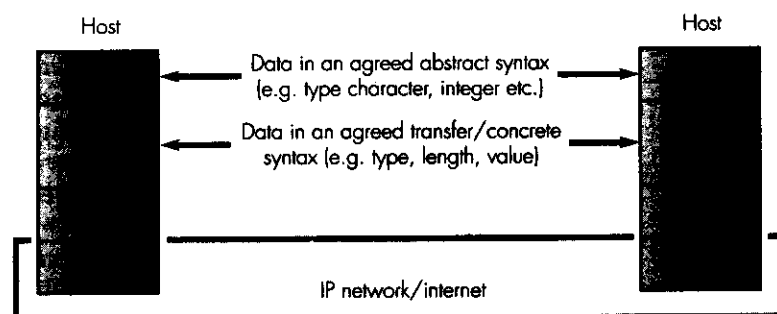 Host
Host
Data in an agreed abstract syntax
(e.g. type character, integer etc.)
Data in an agreed transfer/concrete
syntax (e.g. type, length, value)
IP network/internet